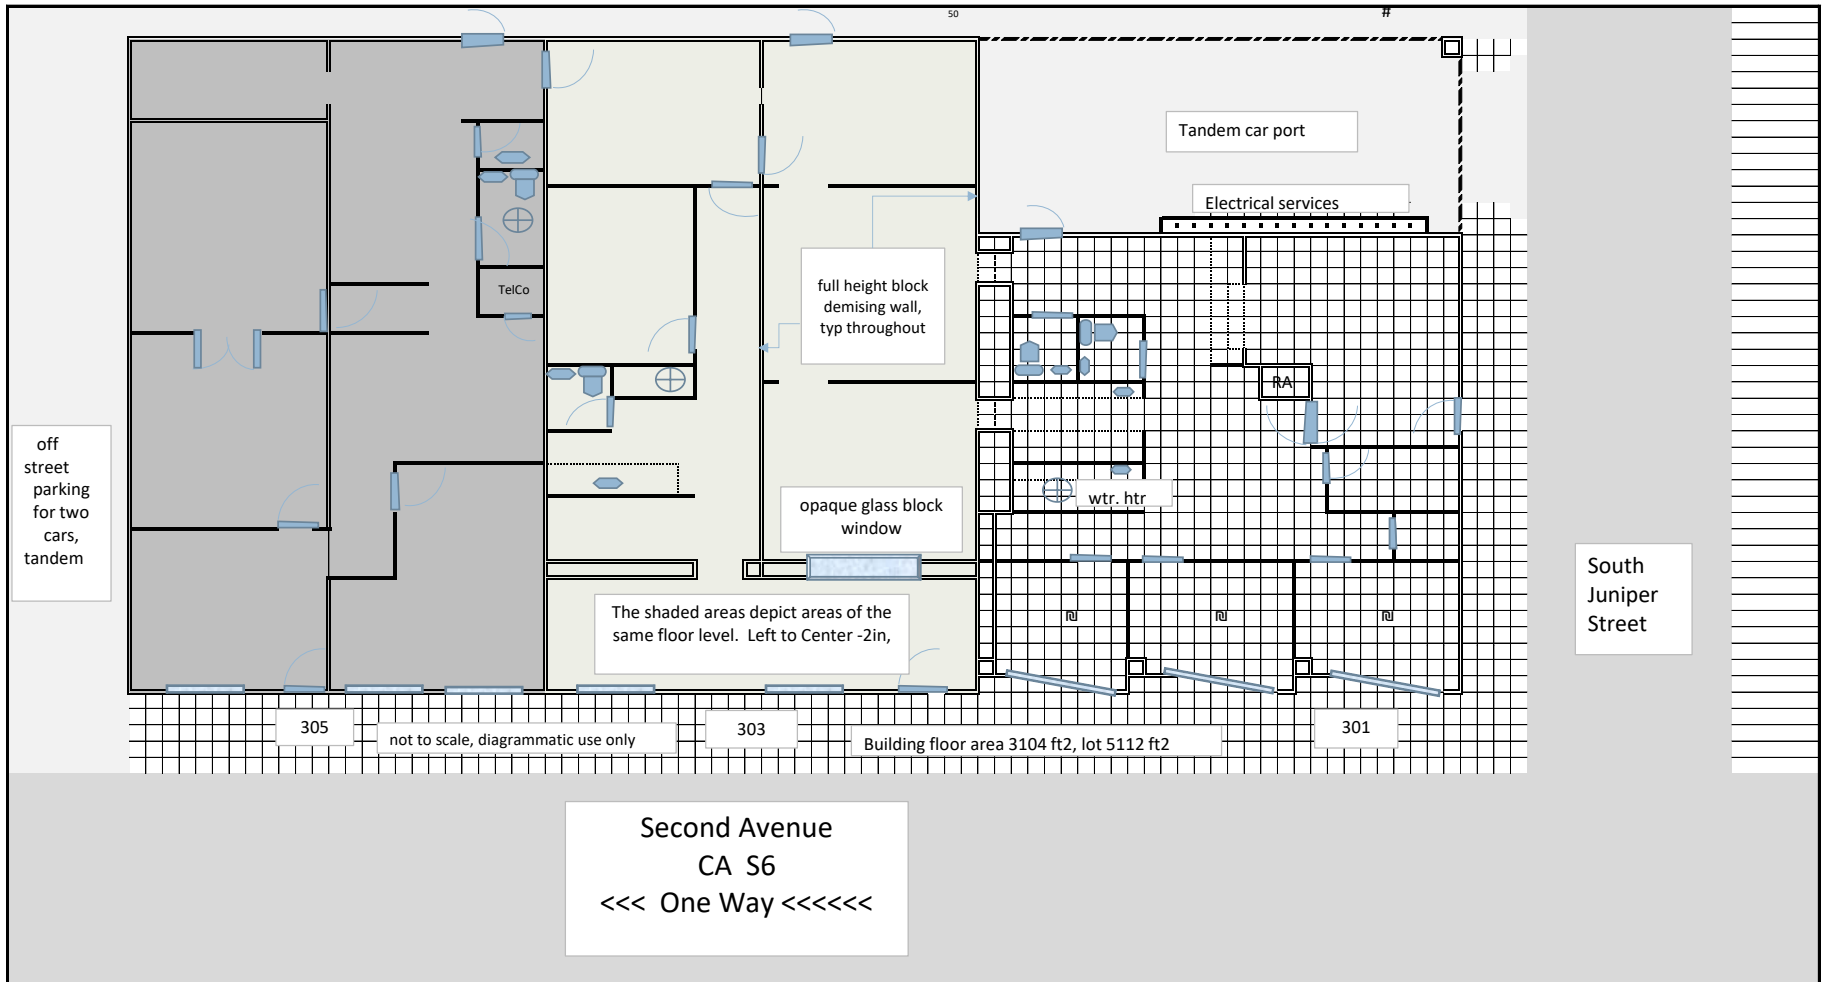 50
#
Tandem car port
Electrical services
TelCo
full height block
demising wall,
typ throughout
RA
off
street
parking
for two
cars,
tandem
opaque glass block
window
wtr. htr
South
Juniper
Street
The shaded areas depict areas of the
same floor level. Left to Center -2in,
₪
₪
₪
305
not to scale, diagrammatic use only
303
Building floor area 3104 ft2, lot 5112 ft2
301
Second Avenue
CA S6
<<< One Way <<<<<<